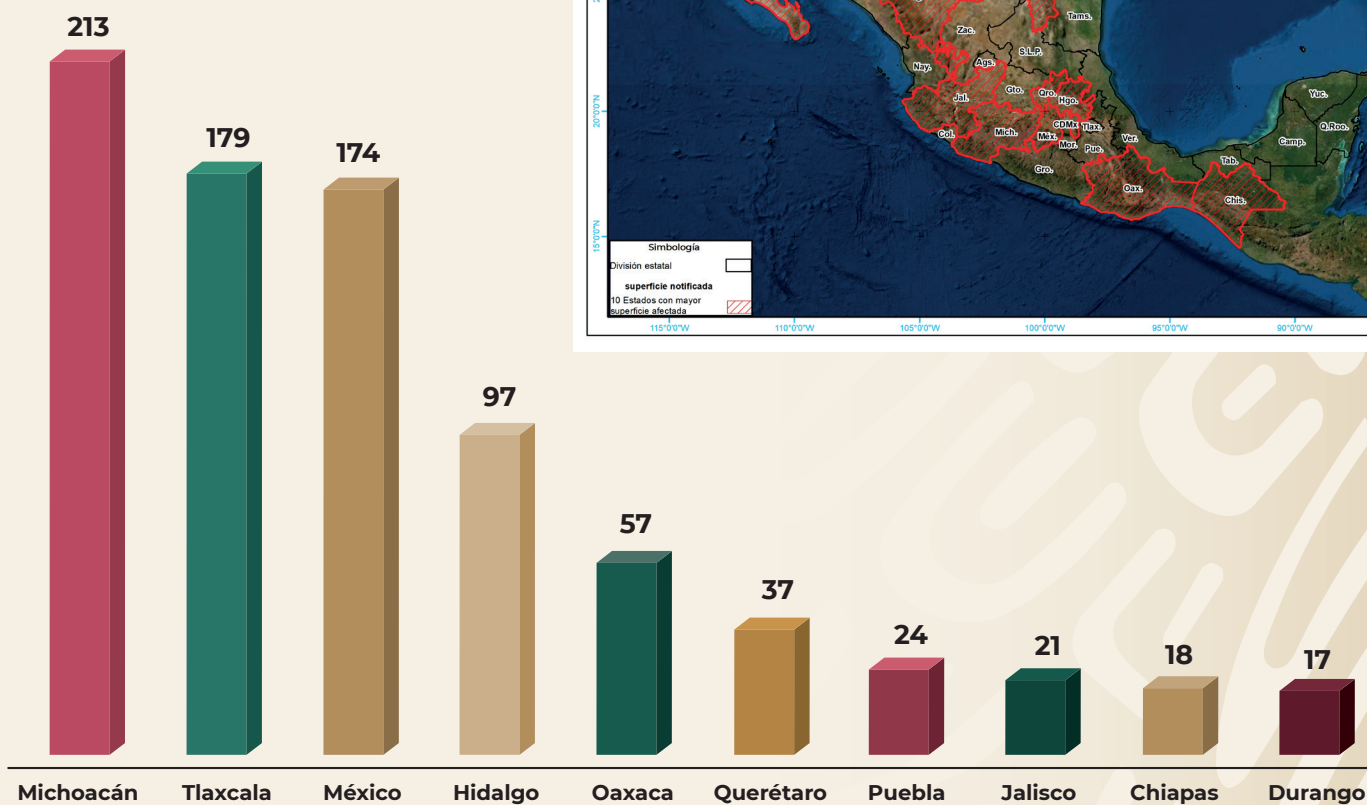 213
179
174
97
57
37
24
21
18
17
Michoacán Tlaxcala México Hidalgo Oaxaca Querétaro Puebla Jalisco Chiapas Durango
Tams.
Zac.
S.L.P.
Nay.
Ags.
Gto.
Qro.
Hgo.
Jal.
Yuc.
Q.Roo.
Col.
Mich.
CDMx
Tlax.
Méx.
Mor.
Pue.
Ver.
Camp.
Tab.
Gro.
Oax.
Chis.
20°0'0"N
15°0'0"N
Simbología
División estatal
superficie notificada
10 Estados con mayor
superficie afectada
115°0'0"W 110°0'0"W 105°0'0"W 100°0'0"W 95°0'0"W 90°0'0"W